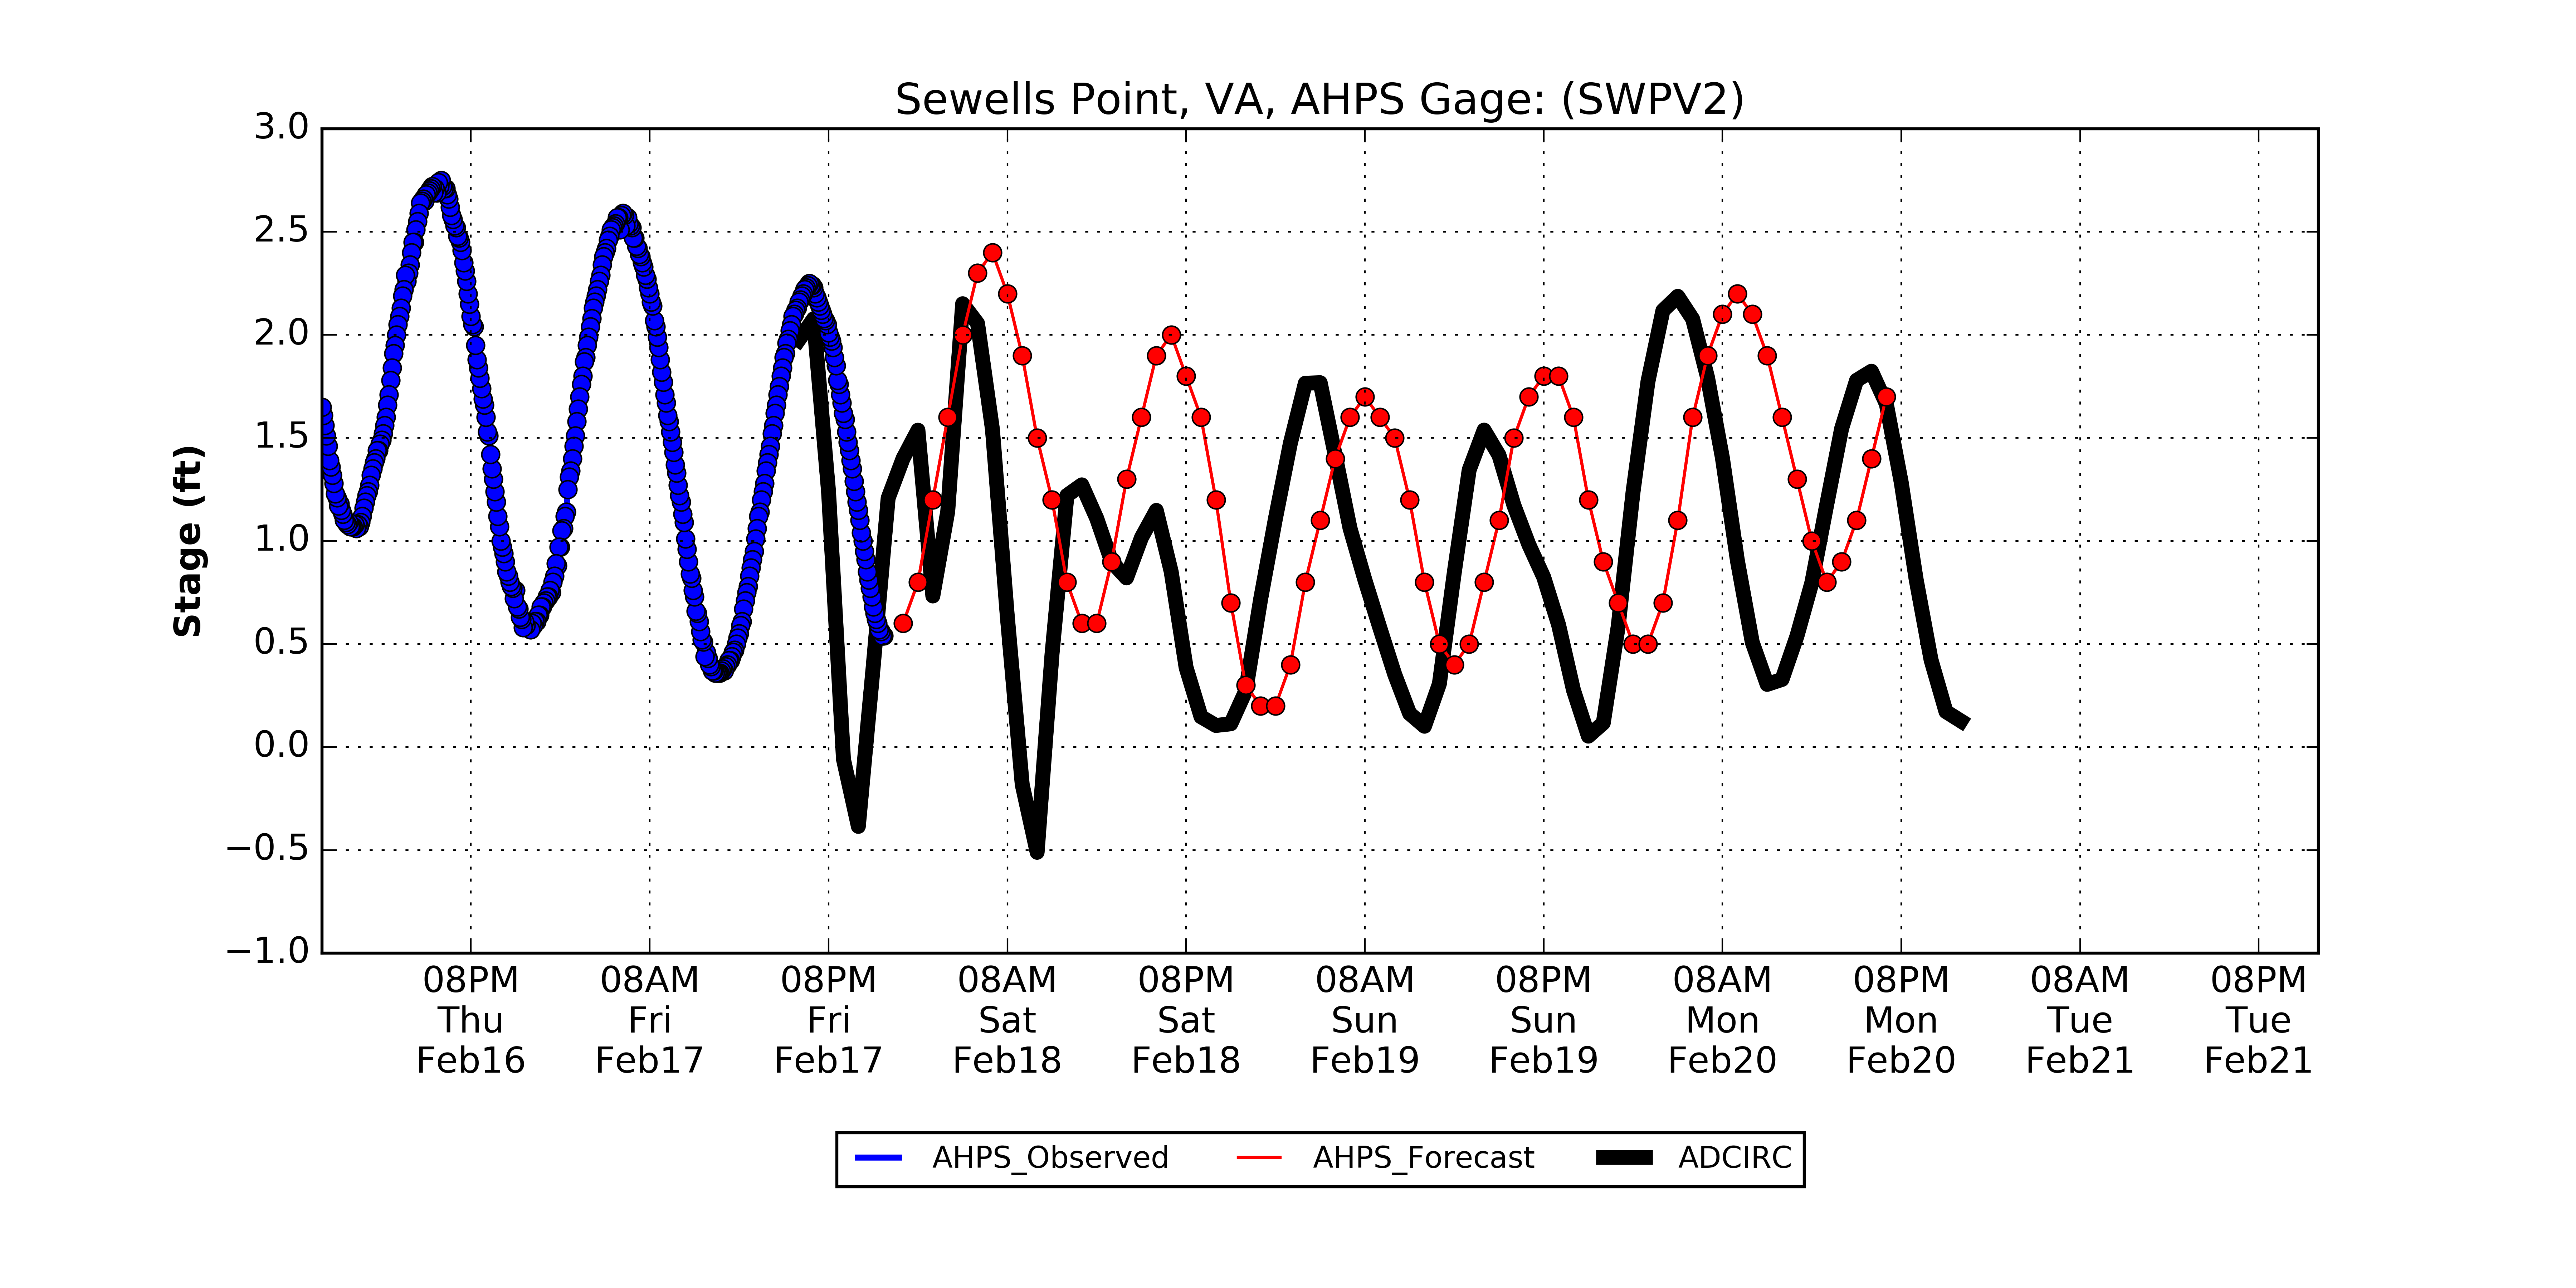 Sewells Point, VA, AHPS Gage: (SWPV2)
3.0
2.5
2.0
1.5
1.0
0.5
0.0
−0.5
−1.0
Stage (ft)
08PM 08AM 08PM 08AM 08PM 08AM 08PM 08AM 08PM 08AM 08PM
Thu Fri Fri Sat Sat Sun Sun Mon Mon Tue Tue
Feb16 Feb17 Feb17 Feb18 Feb18 Feb19 Feb19 Feb20 Feb20 Feb21 Feb21
AHPS_Observed AHPS_Forecast ADCIRC